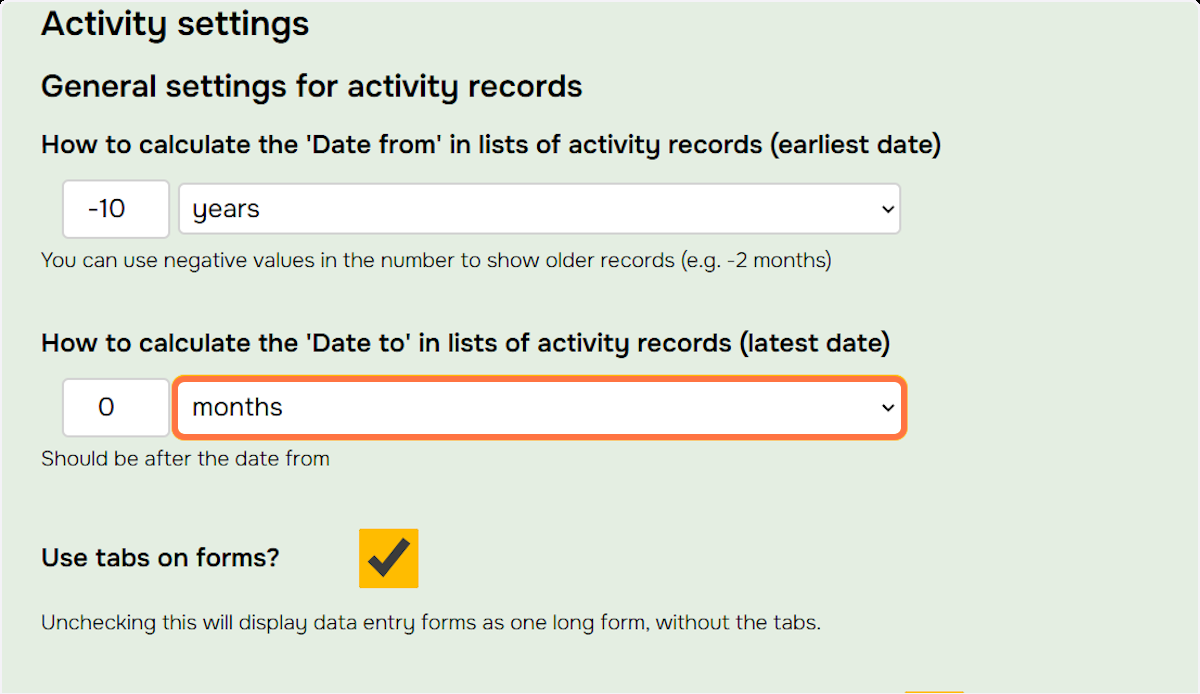 Activity settings
General settings for activity records
How to calculate the 'Date from' in lists of activity records (earliest date)
-10 years
You can use negative values in the number to show older records (e.g. -2 months)
How to calculate the 'Date to' in lists of activity records (latest date)
0 months
Should be after the date from
Use tabs on forms?
Unchecking this will display data entry forms as one long form, without the tabs.